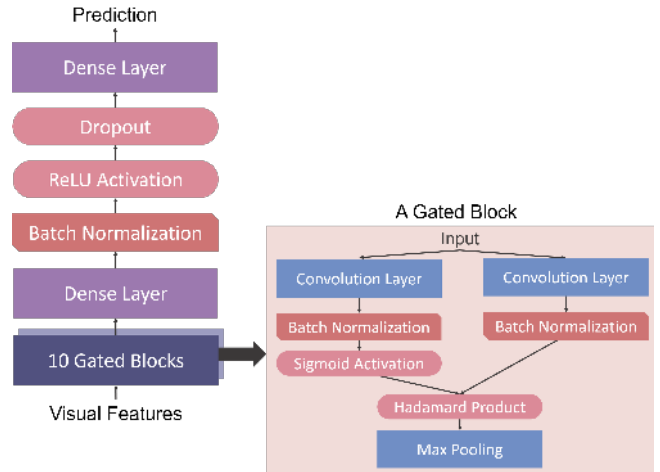 Prediction
Dense Layer
Dropout
ReLU Activation
Batch Normalization
Dense Layer
10 Gated Blocks
Visual Features
A Gated Block
Input
Convolution Layer
Convolution Layer
Batch Normalization
Batch Normalization
Sigmoid Activation
Hadamard Product
Max Pooling